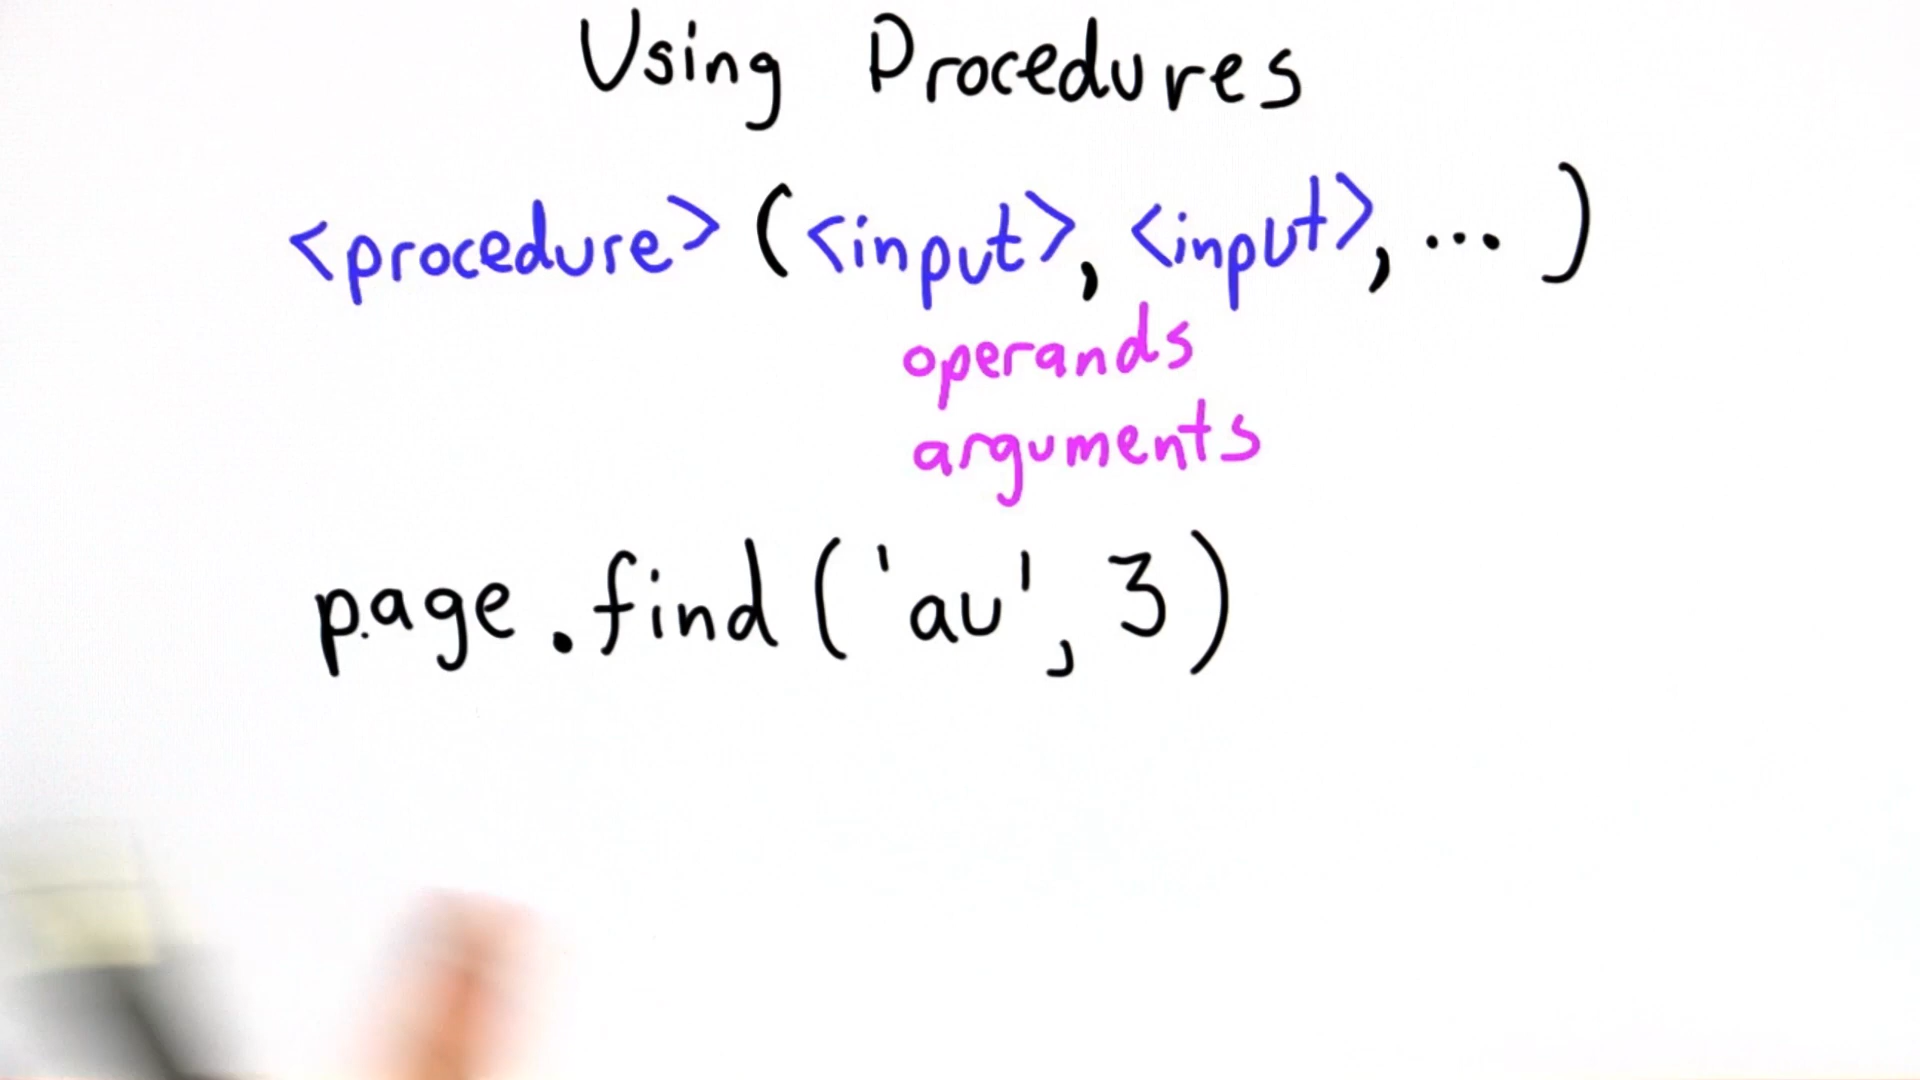 Using Procedures
<procedure> (<input>, <input>, ... )
operands
arguments
page.find ('au', 3)